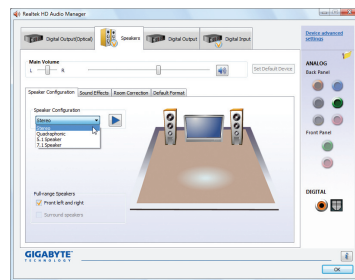 Realtek HD Audio Manager
Digital Output(Optical)
Speakers
Digital Output
Digital Input
Device advanced settings
Main Volume
L
R
Set Default Device
ANALOG
Back Panel
Speaker Configuration
Sound Effects
Room Correction
Default Format
Speaker Configuration
Stereo
Stereo
Quadraphonic
5.1 Speaker
7.1 Speaker
Front Panel
Full-range Speakers
Front left and right
Surround speakers
DIGITAL
GIGABYTE
TECHNOLOGY
i
OK